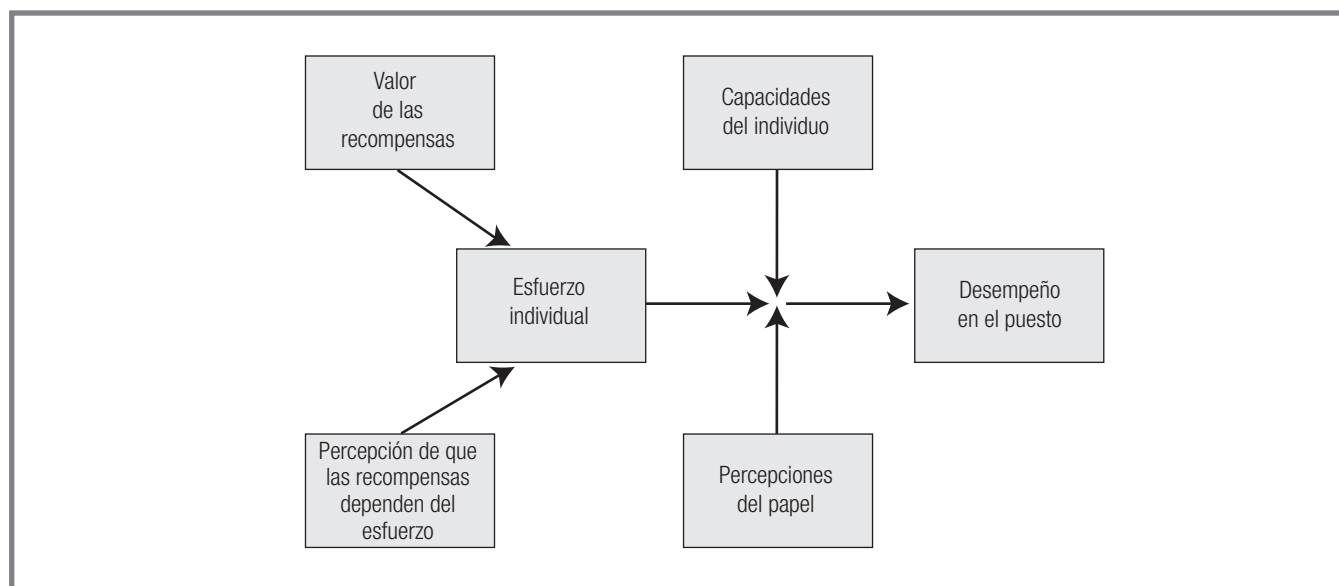 Valor
de las
recompensas
Capacidades
del individuo
Esfuerzo
individual
Desempeño
en el puesto
Percepción de que
las recompensas
dependen del
esfuerzo
Percepciones
del papel